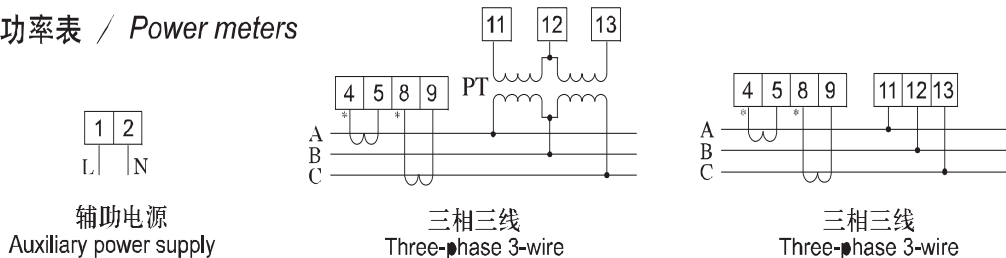 功率表 / Power meters
11 12 13
PT
4 5 8 9
* *
A
B
C
1 2
L N
4 5 8 9 11 12 13
* *
A
B
C
辅助电源
Auxiliary power supply
三相三线
Three-phase 3-wire
三相三线
Three-phase 3-wire